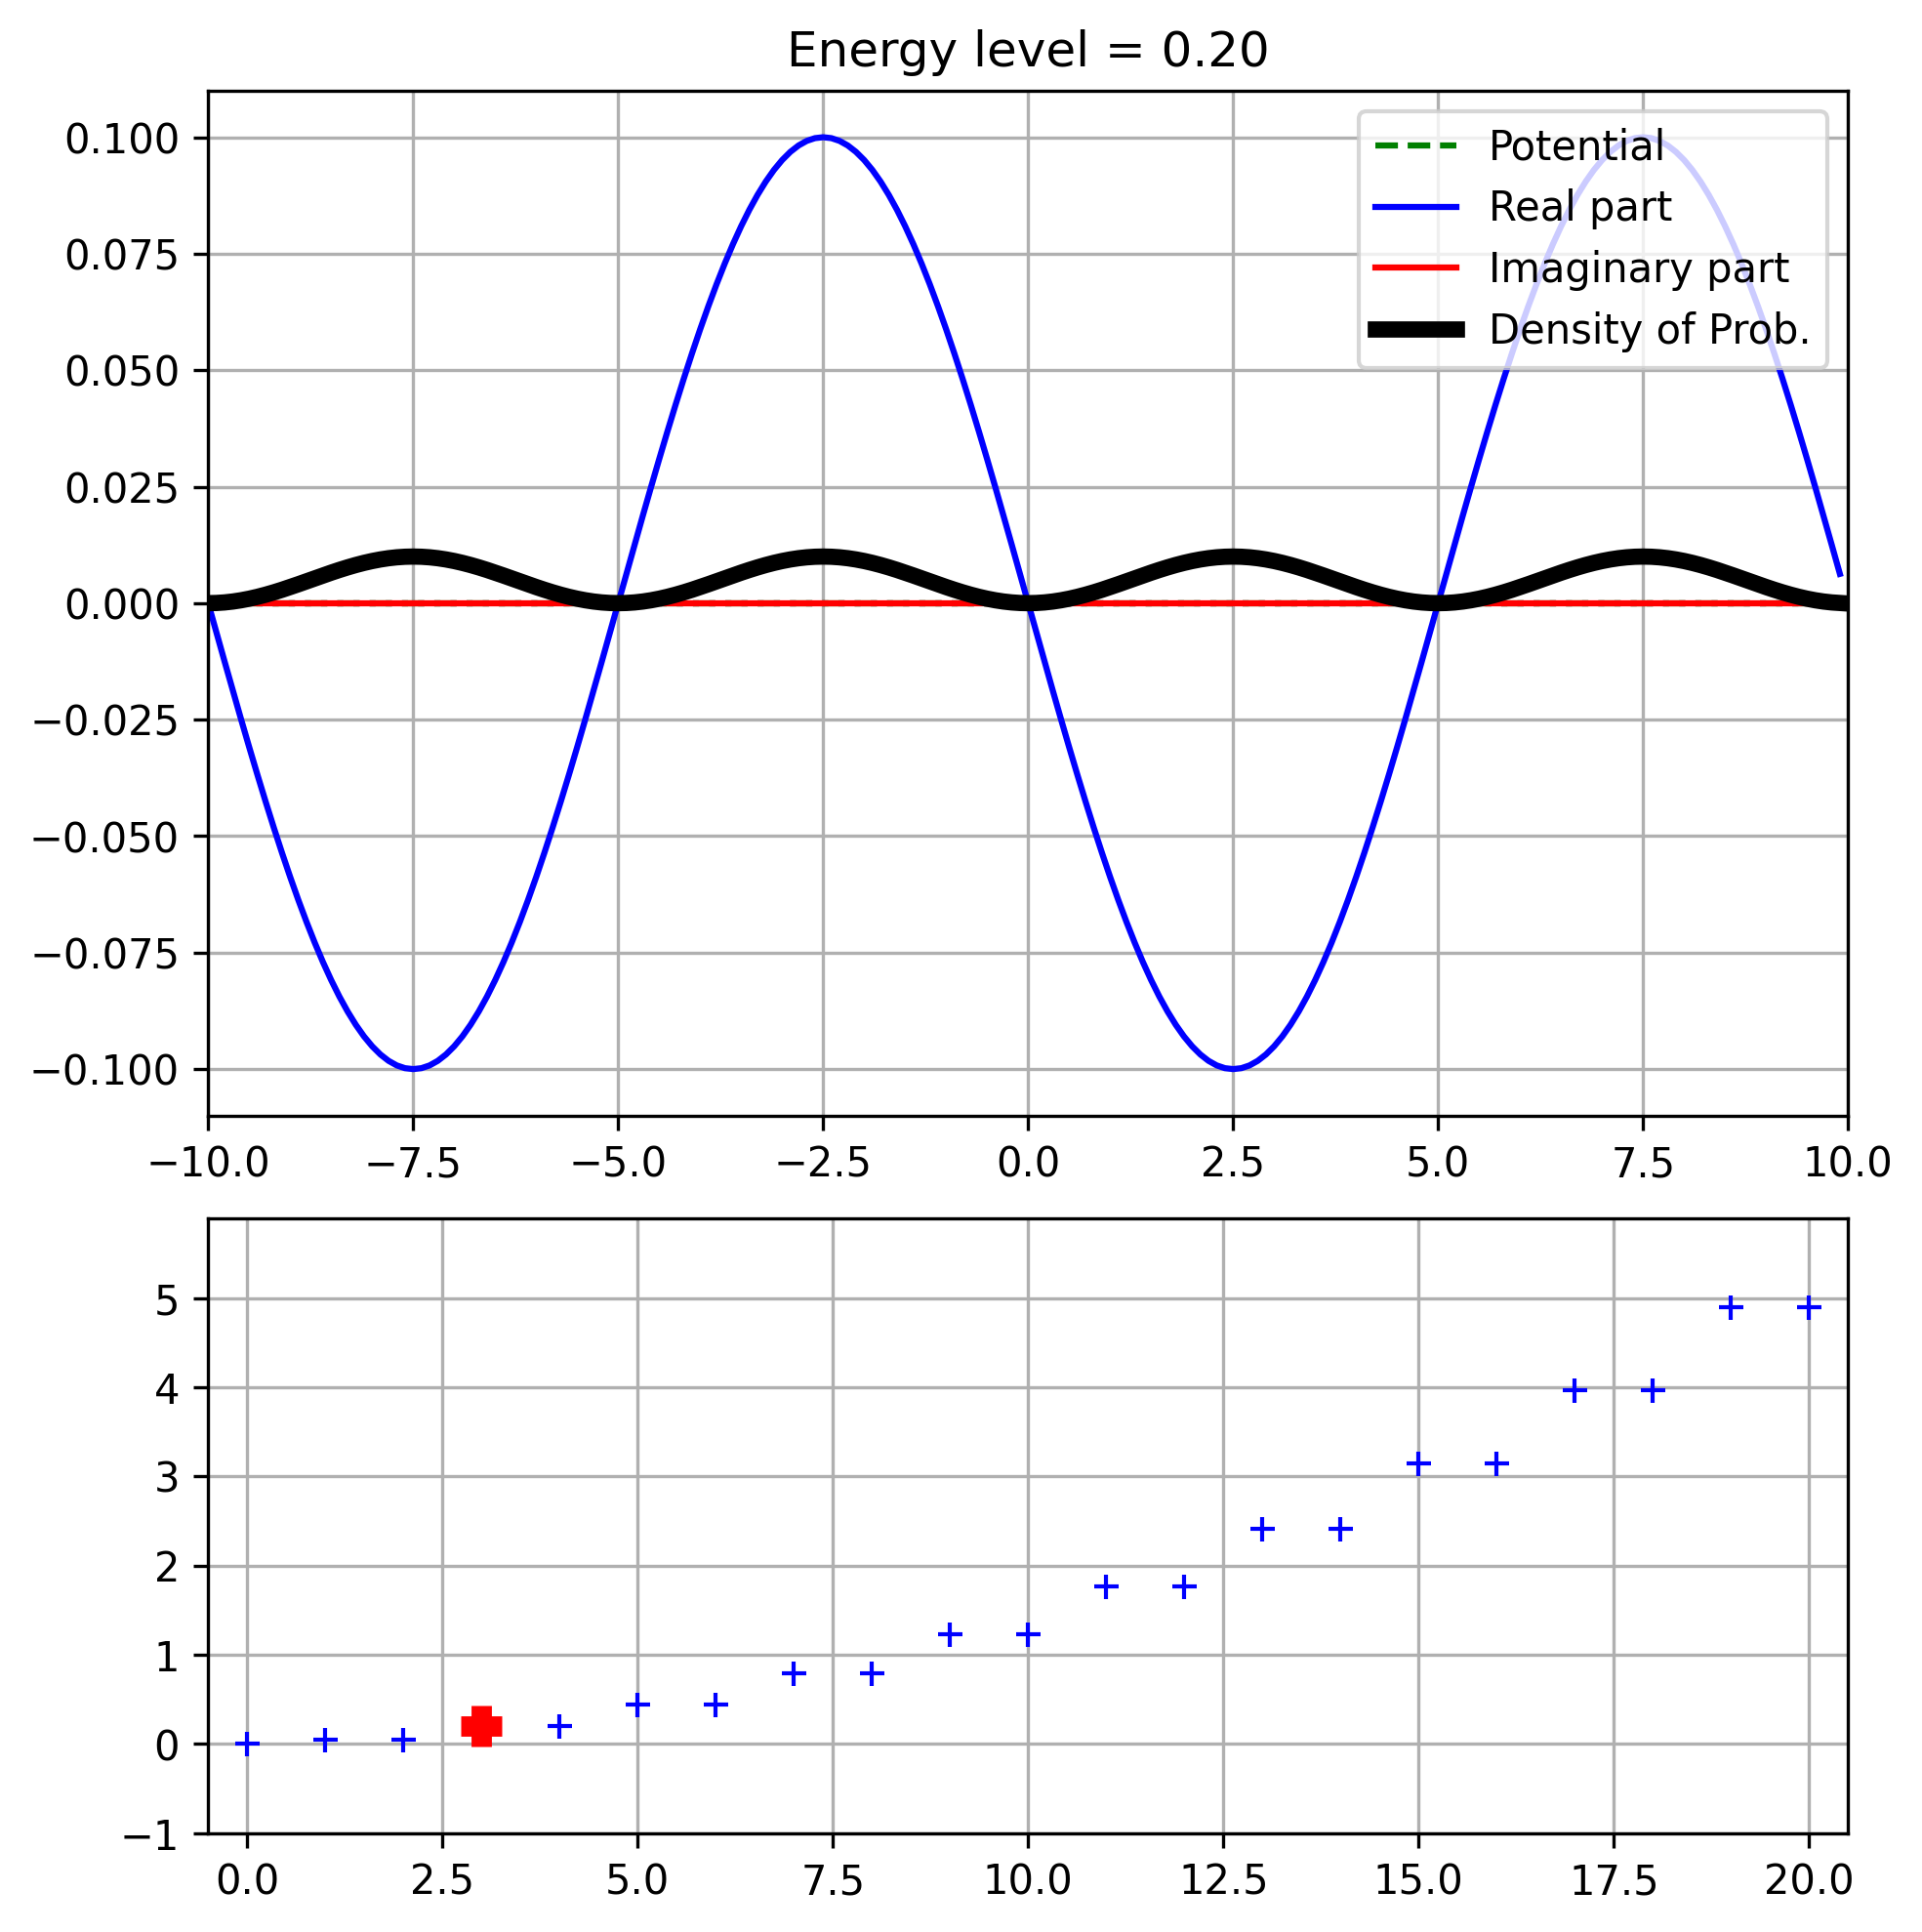 Energy level = 0.20
0.100
0.075
0.050
0.025
0.000
−0.025
−0.050
−0.075
−0.100
Potential
Real part
Imaginary part
Density of Prob.
−10.0 −7.5 −5.0 −2.5 0.0 2.5 5.0 7.5 10.0
5
4
3
2
1
0
−1
0.0 2.5 5.0 7.5 10.0 12.5 15.0 17.5 20.0